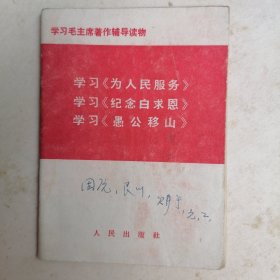 学习毛主席著作辅导读物
学习《为人民服务》
学习《纪念白求恩》
学习《愚公移山》
人民出版社